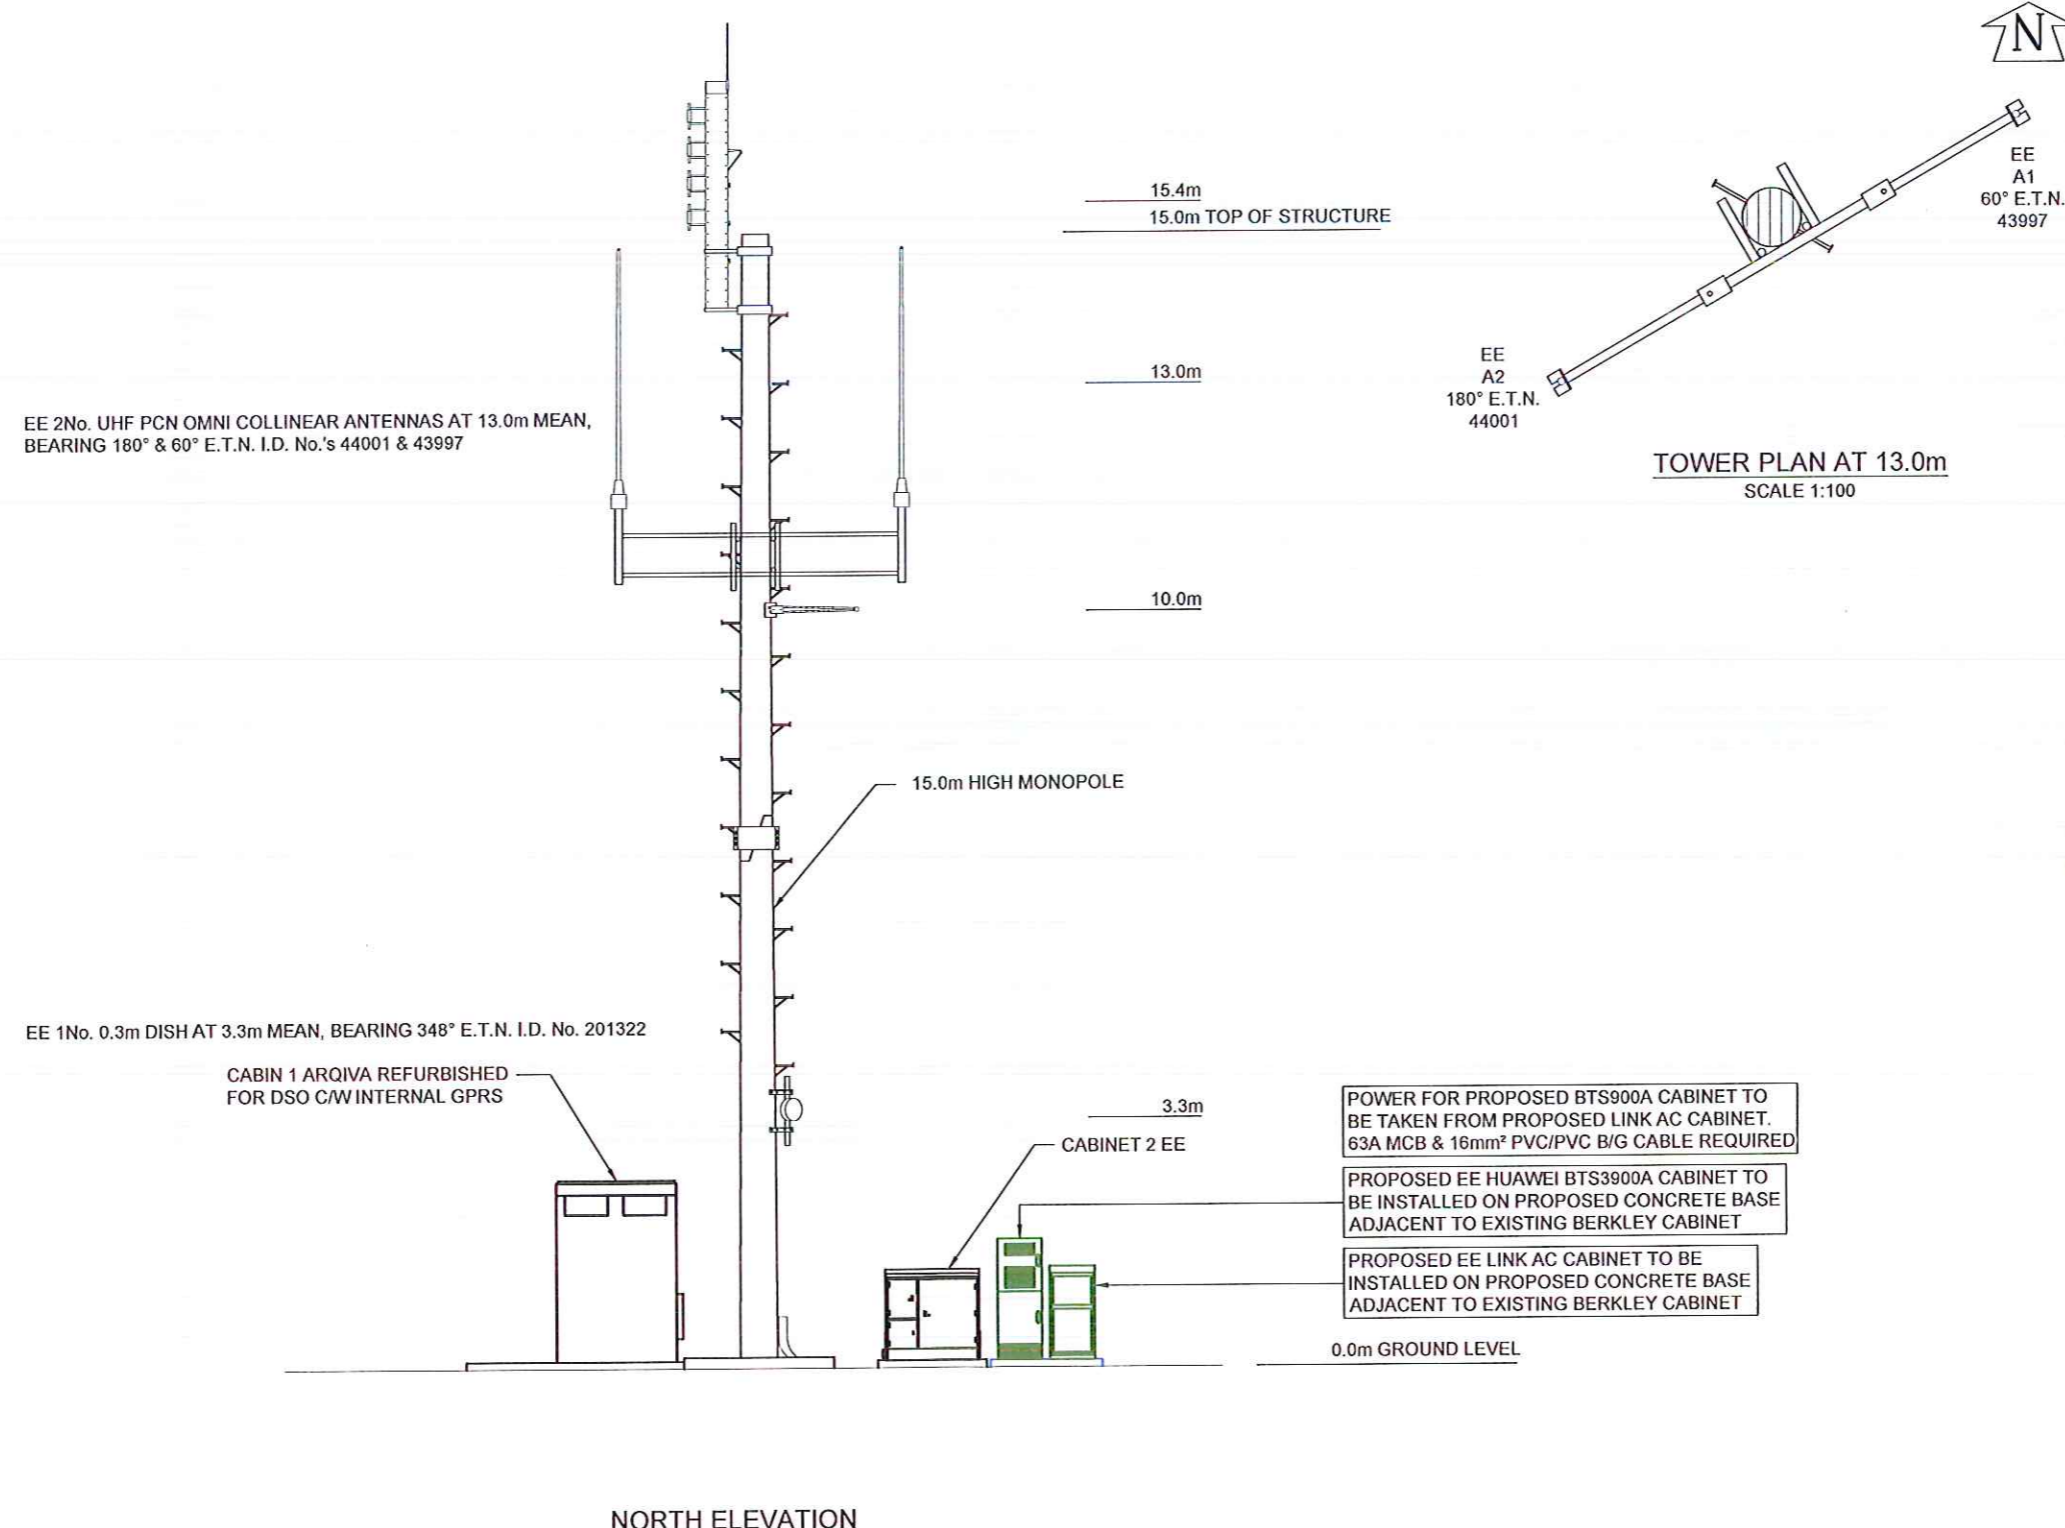 N
15.4m
15.0m TOP OF STRUCTURE
EE
A1
60° E.T.N.
43997
13.0m
EE
A2
180° E.T.N.
44001
EE 2No. UHF PCN OMNI COLLINEAR ANTENNAS AT 13.0m MEAN,
BEARING 180° & 60° E.T.N. I.D. No.'s 44001 & 43997
TOWER PLAN AT 13.0m
SCALE 1:100
10.0m
15.0m HIGH MONOPOLE
EE 1No. 0.3m DISH AT 3.3m MEAN, BEARING 348° E.T.N. I.D. No. 201322
CABIN 1 ARQIVA REFURBISHED
FOR DSO C/W INTERNAL GPRS
3.3m
CABINET 2 EE
POWER FOR PROPOSED BTS900A CABINET TO
BE TAKEN FROM PROPOSED LINK AC CABINET.
63A MCB & 16mm² PVC/PVC B/G CABLE REQUIRED
PROPOSED EE HUAWEI BTS3900A CABINET TO
BE INSTALLED ON PROPOSED CONCRETE BASE
ADJACENT TO EXISTING BERKLEY CABINET
PROPOSED EE LINK AC CABINET TO BE
INSTALLED ON PROPOSED CONCRETE BASE
ADJACENT TO EXISTING BERKLEY CABINET
0.0m GROUND LEVEL
NORTH ELEVATION